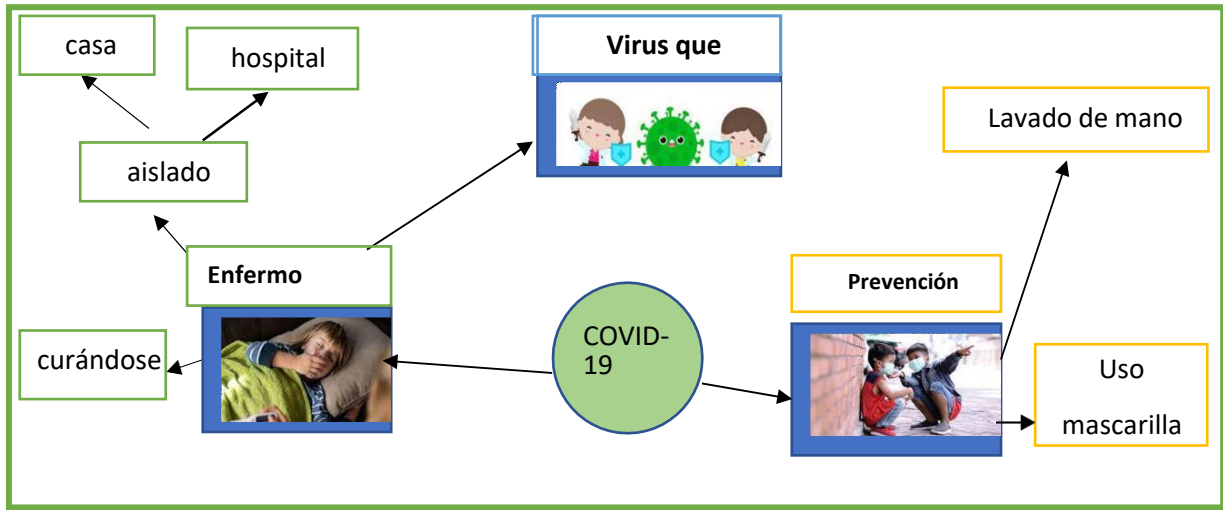 casa
hospital
Virus que
Lavado de mano
aislado
Enfermo
Prevención
COVID-
19
curándose
Uso
mascarilla